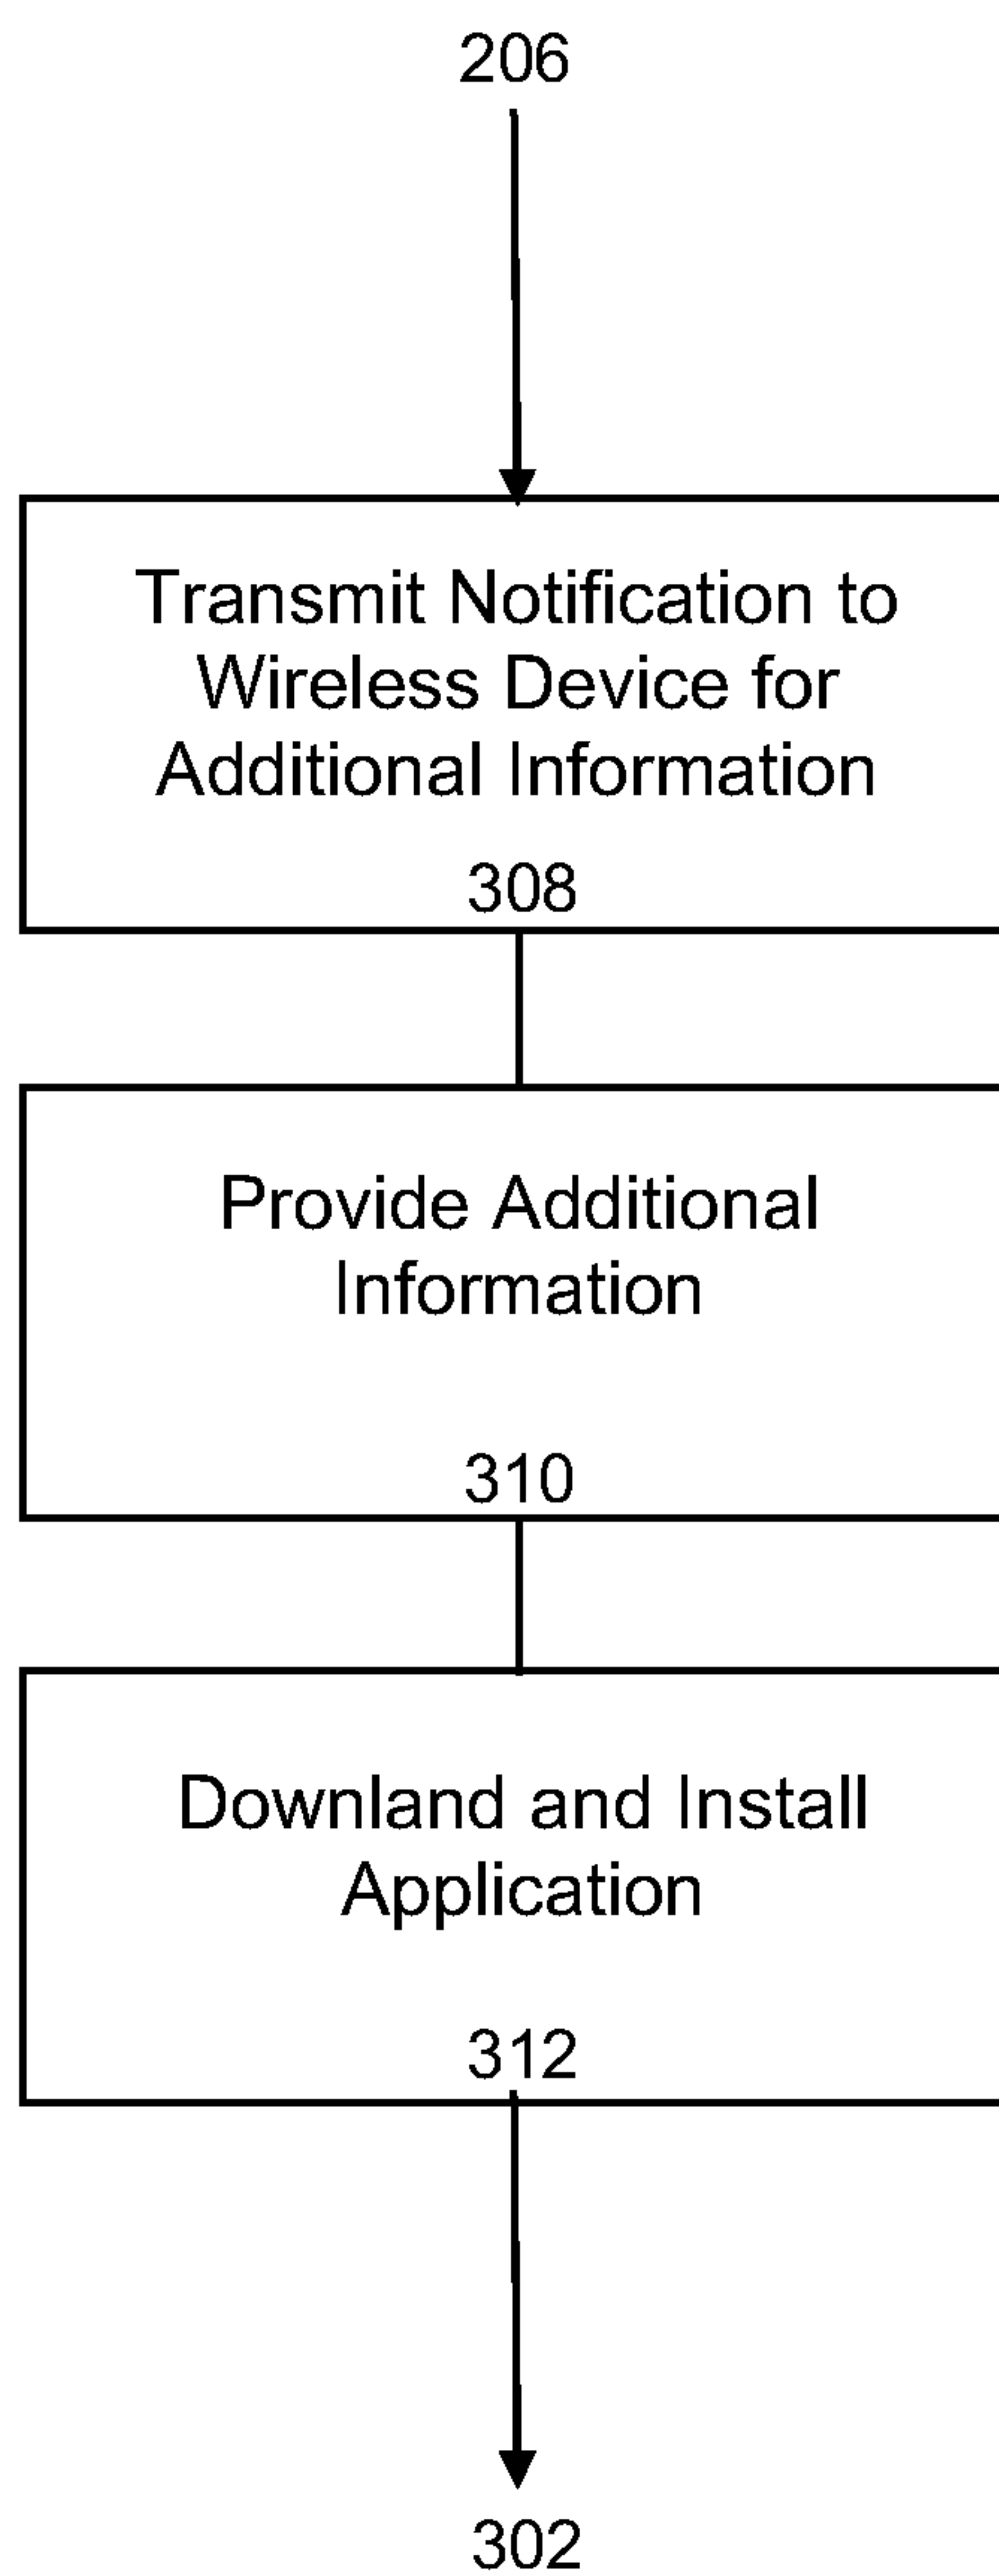 206
Transmit Notification to
Wireless Device for
Additional Information
308
Provide Additional
Information
310
Downland and Install
Application
312
302